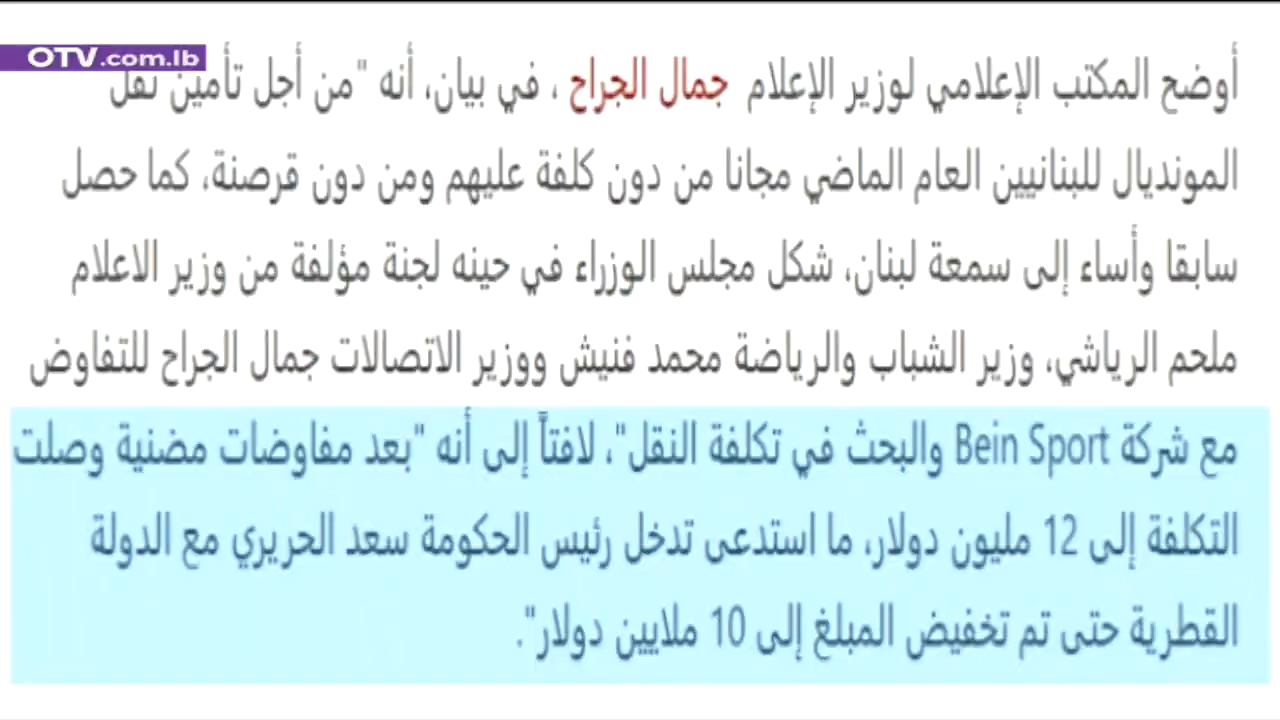 OTV.com.lb
أوضح المكتب الإعلامي لوزير الإعلام جمال الجراح ، في بيان، أنه "من أجل تأمين نقل
المونديال للبنانيين العام الماضي مجانا من دون كلفة عليهم ومن دون قرصنة، كما حصل
سابقا وأساء إلى سمعة لبنان، شكل مجلس الوزراء في حينه لجنة مؤلفة من وزير الاعلام
ملحم الرياشي، وزير الشباب والرياضة محمد فنيش ووزير الاتصالات جمال الجراح للتفاوض
مع شركة Bein Sport والبحث في تكلفة النقل"، لافتاً إلى أنه "بعد مفاوضات مضنية وصلت
التكلفة إلى 12 مليون دولار، ما استدعى تدخل رئيس الحكومة سعد الحريري مع الدولة
القطرية حتى تم تخفيض المبلغ إلى 10 ملايين دولار".